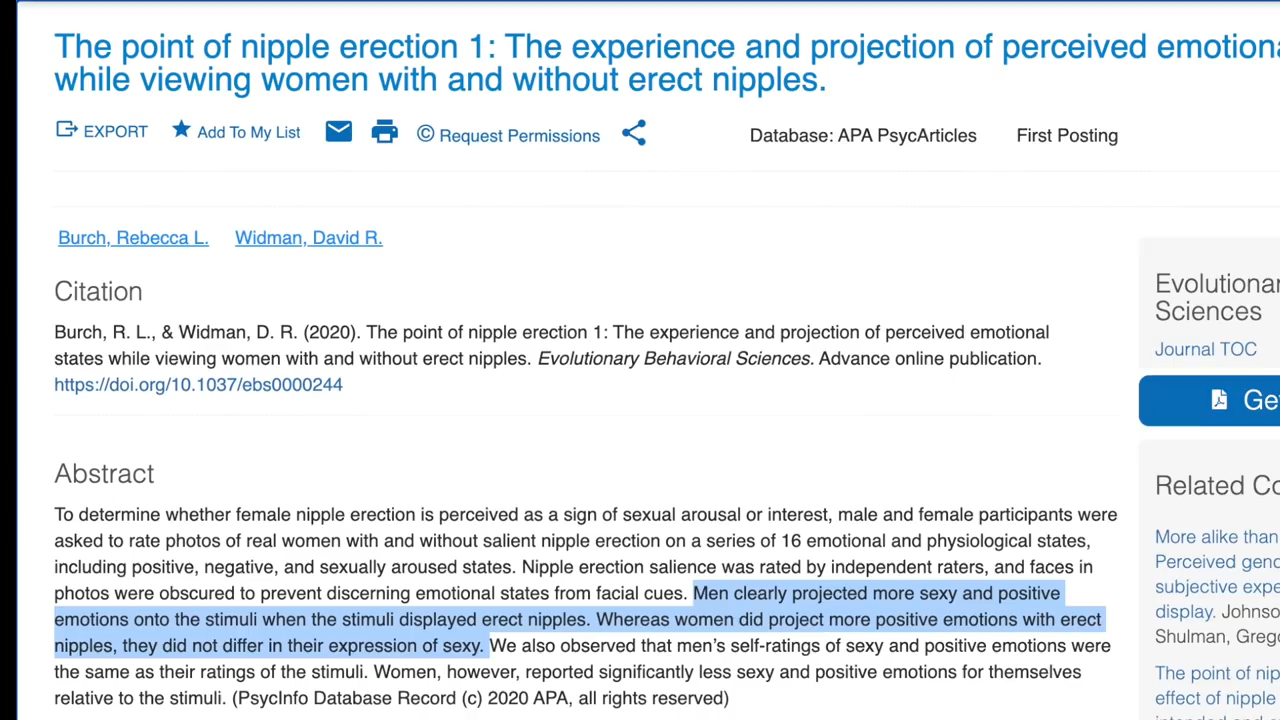 The point of nipple erection 1: The experience and projection of perceived emotiona
while viewing women with and without erect nipples.
EXPORT Add To My List © Request Permissions Database: APA PsycArticles First Posting
Burch, Rebecca L. Widman, David R.
Citation
Burch, R. L., & Widman, D. R. (2020). The point of nipple erection 1: The experience and projection of perceived emotional
states while viewing women with and without erect nipples. Evolutionary Behavioral Sciences. Advance online publication.
https://doi.org/10.1037/ebs0000244
Abstract
To determine whether female nipple erection is perceived as a sign of sexual arousal or interest, male and female participants were
asked to rate photos of real women with and without salient nipple erection on a series of 16 emotional and physiological states,
including positive, negative, and sexually aroused states. Nipple erection salience was rated by independent raters, and faces in
photos were obscured to prevent discerning emotional states from facial cues. Men clearly projected more sexy and positive
emotions onto the stimuli when the stimuli displayed erect nipples. Whereas women did project more positive emotions with erect
nipples, they did not differ in their expression of sexy. We also observed that men's self-ratings of sexy and positive emotions were
the same as their ratings of the stimuli. Women, however, reported significantly less sexy and positive emotions for themselves
relative to the stimuli. (PsycInfo Database Record (c) 2020 APA, all rights reserved)
Evolutionar
Sciences
Journal TOC
Ge
Related Co
More alike than
Perceived gend
subjective expe
display. Johnso
Shulman, Grego
The point of nip
effect of nipple